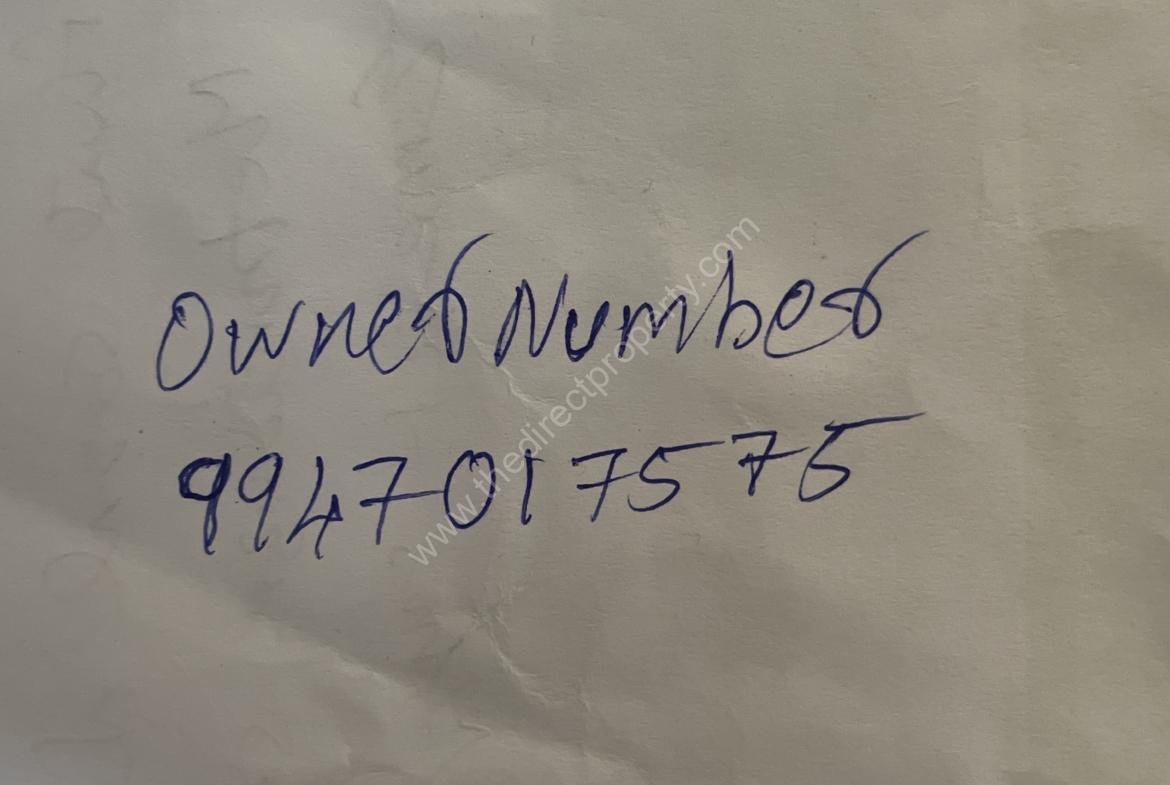 Owner Number
9947017575
www.thedirectproperty.com